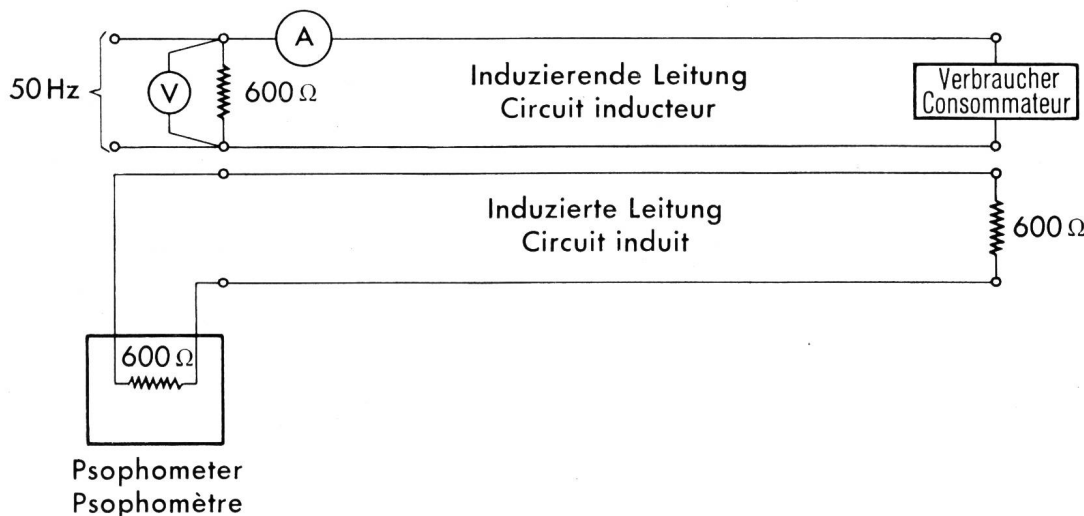 A
50 Hz
V
600 Ω
Induzierende Leitung
Circuit inducteur
Verbraucher
Consommateur
Induzierte Leitung
Circuit induit
600 Ω
600 Ω
Psophometer
Psophomètre